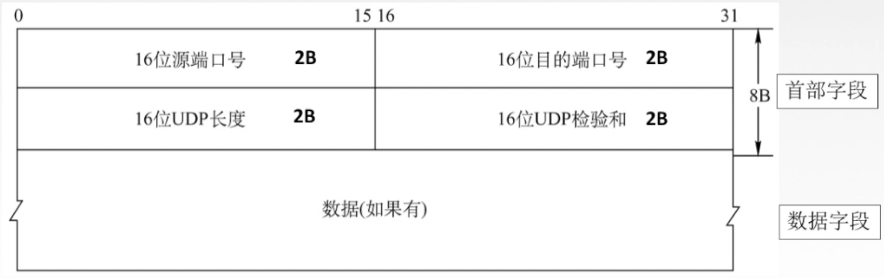 0 15 16 31
16位源端口号 2B 16位目的端口号 2B
8B 首部字段
16位UDP长度 2B 16位UDP检验和 2B
数据(如果有)
数据字段